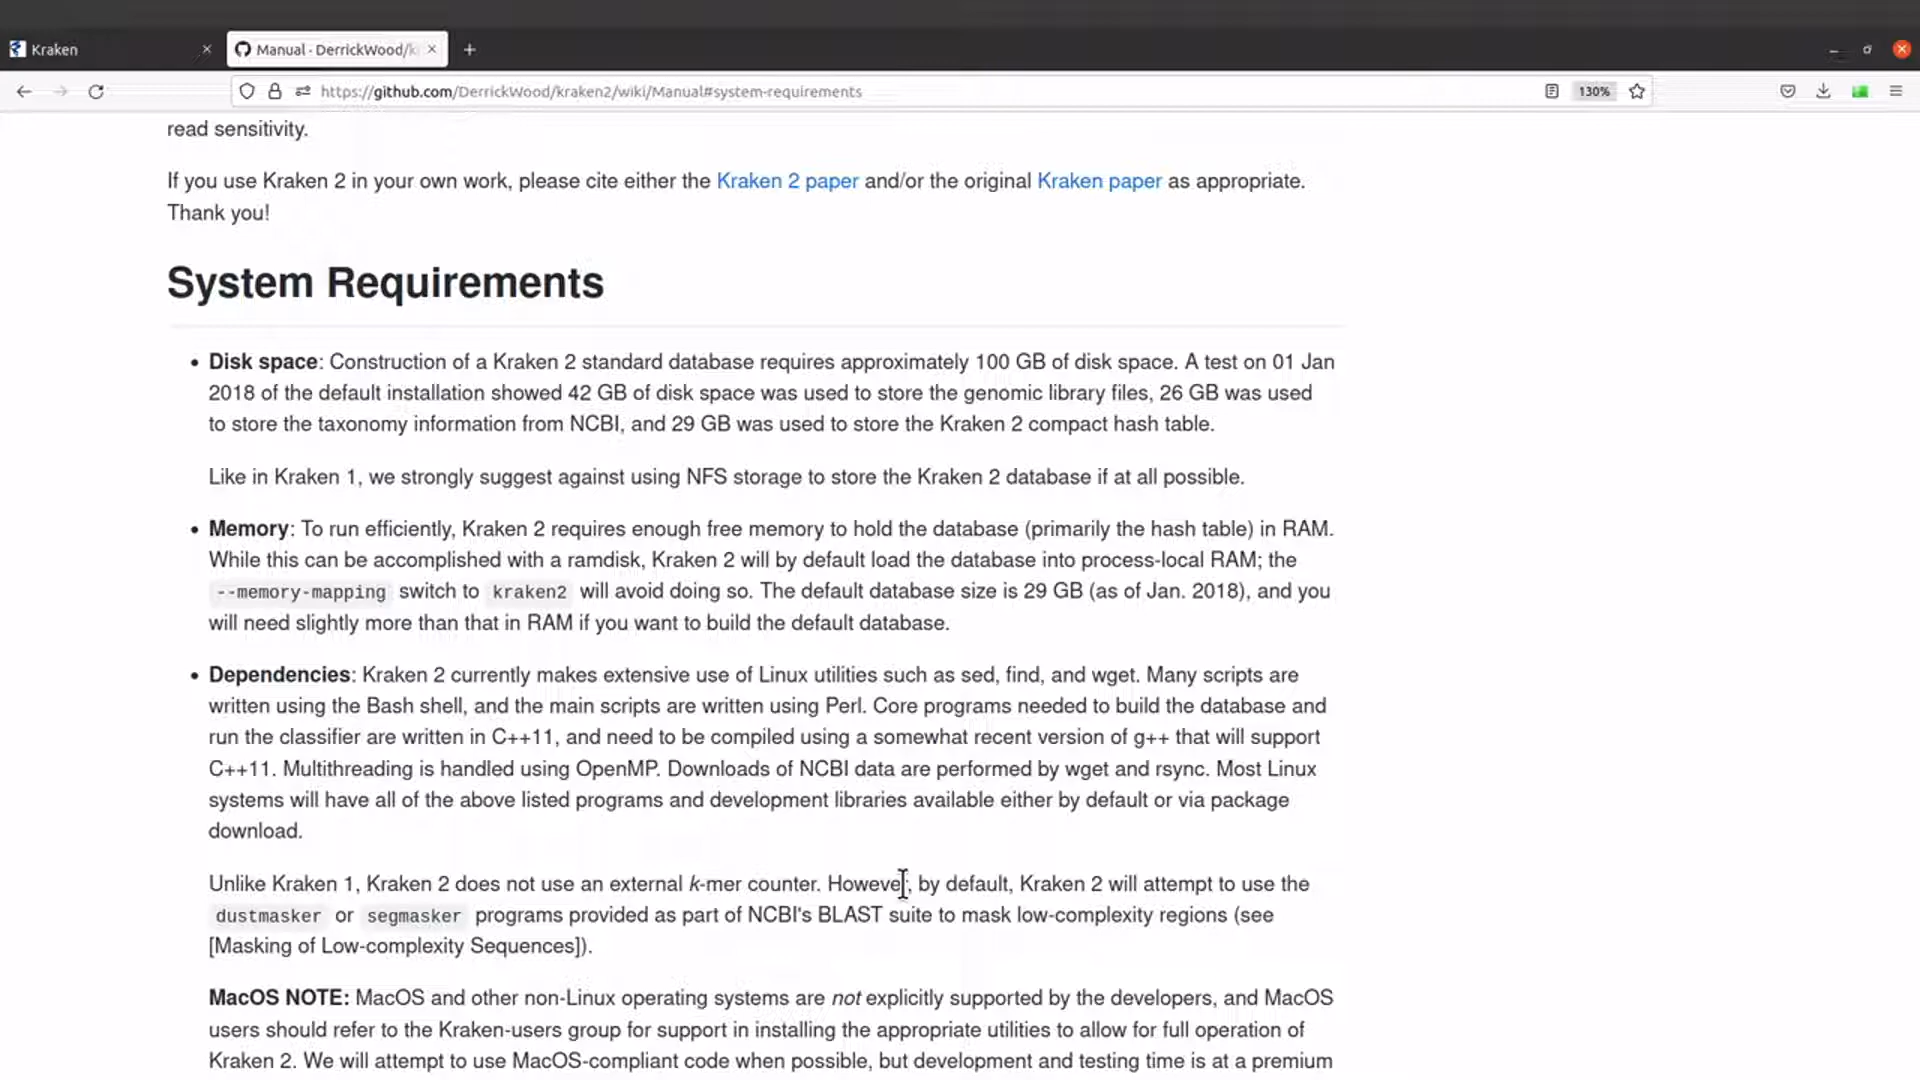 Kraken
Manual · DerrickWood/k
https://github.com/DerrickWood/kraken2/wiki/Manual#system-requirements
130%
read sensitivity.
If you use Kraken 2 in your own work, please cite either the Kraken 2 paper and/or the original Kraken paper as appropriate.
Thank you!
System Requirements
• Disk space: Construction of a Kraken 2 standard database requires approximately 100 GB of disk space. A test on 01 Jan
2018 of the default installation showed 42 GB of disk space was used to store the genomic library files, 26 GB was used
to store the taxonomy information from NCBI, and 29 GB was used to store the Kraken 2 compact hash table.
Like in Kraken 1, we strongly suggest against using NFS storage to store the Kraken 2 database if at all possible.
• Memory: To run efficiently, Kraken 2 requires enough free memory to hold the database (primarily the hash table) in RAM.
While this can be accomplished with a ramdisk, Kraken 2 will by default load the database into process-local RAM; the
--memory-mapping switch to kraken2 will avoid doing so. The default database size is 29 GB (as of Jan. 2018), and you
will need slightly more than that in RAM if you want to build the default database.
• Dependencies: Kraken 2 currently makes extensive use of Linux utilities such as sed, find, and wget. Many scripts are
written using the Bash shell, and the main scripts are written using Perl. Core programs needed to build the database and
run the classifier are written in C++11, and need to be compiled using a somewhat recent version of g++ that will support
C++11. Multithreading is handled using OpenMP. Downloads of NCBI data are performed by wget and rsync. Most Linux
systems will have all of the above listed programs and development libraries available either by default or via package
download.
Unlike Kraken 1, Kraken 2 does not use an external k-mer counter. However, by default, Kraken 2 will attempt to use the
dustmasker or segmasker programs provided as part of NCBI's BLAST suite to mask low-complexity regions (see
[Masking of Low-complexity Sequences]).
MacOS NOTE: MacOS and other non-Linux operating systems are not explicitly supported by the developers, and MacOS
users should refer to the Kraken-users group for support in installing the appropriate utilities to allow for full operation of
Kraken 2. We will attempt to use MacOS-compliant code when possible, but development and testing time is at a premium